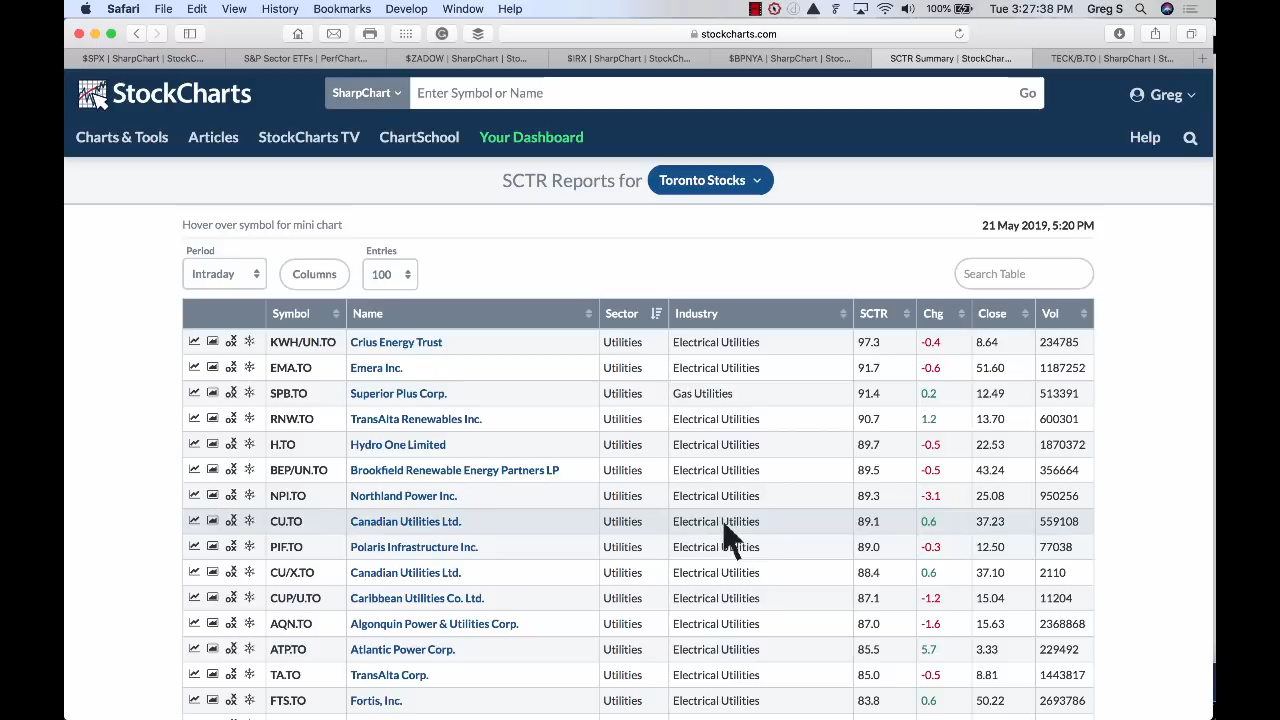 Safari File Edit View History Bookmarks Develop Window Help 100% Tue 3:27:38 PM Greg S
stockcharts.com
$SPX | SharpChart | StockC... S&P Sector ETFs | PerfChart... $ZADOW | SharpChart | Sto... $IRX | SharpChart | StockCh... $BPNYA | SharpChart | Stoc... SCTR Summary | StockChar... TECK/B.TO | SharpChart | St...
StockCharts SharpChart Enter Symbol or Name Go Greg
Charts & Tools Articles StockCharts TV ChartSchool Your Dashboard Help
SCTR Reports for Toronto Stocks
Hover over symbol for mini chart 21 May 2019, 5:20 PM
Period Entries
Intraday Columns 100 Search Table
Symbol Name Sector Industry SCTR Chg Close Vol
KWH/UN.TO Crius Energy Trust Utilities Electrical Utilities 97.3 -0.4 8.64 234785
EMA.TO Emera Inc. Utilities Electrical Utilities 91.7 -0.6 51.60 1187252
SPB.TO Superior Plus Corp. Utilities Gas Utilities 91.4 0.2 12.49 513391
RNW.TO TransAlta Renewables Inc. Utilities Electrical Utilities 90.7 1.2 13.70 600301
H.TO Hydro One Limited Utilities Electrical Utilities 89.7 -0.5 22.53 1870372
BEP/UN.TO Brookfield Renewable Energy Partners LP Utilities Electrical Utilities 89.5 -0.5 43.24 356664
NPI.TO Northland Power Inc. Utilities Electrical Utilities 89.3 -3.1 25.08 950256
CU.TO Canadian Utilities Ltd. Utilities Electrical Utilities 89.1 0.6 37.23 559108
PIF.TO Polaris Infrastructure Inc. Utilities Electrical Utilities 89.0 -0.3 12.50 77038
CU/X.TO Canadian Utilities Ltd. Utilities Electrical Utilities 88.4 0.6 37.10 2110
CUP/U.TO Caribbean Utilities Co. Ltd. Utilities Electrical Utilities 87.1 -1.2 15.04 11204
AQN.TO Algonquin Power & Utilities Corp. Utilities Electrical Utilities 87.0 -1.6 15.63 2368868
ATP.TO Atlantic Power Corp. Utilities Electrical Utilities 85.5 5.7 3.33 229492
TA.TO TransAlta Corp. Utilities Electrical Utilities 85.0 -0.5 8.81 1443817
FTS.TO Fortis, Inc. Utilities Electrical Utilities 83.8 0.6 50.22 2693786